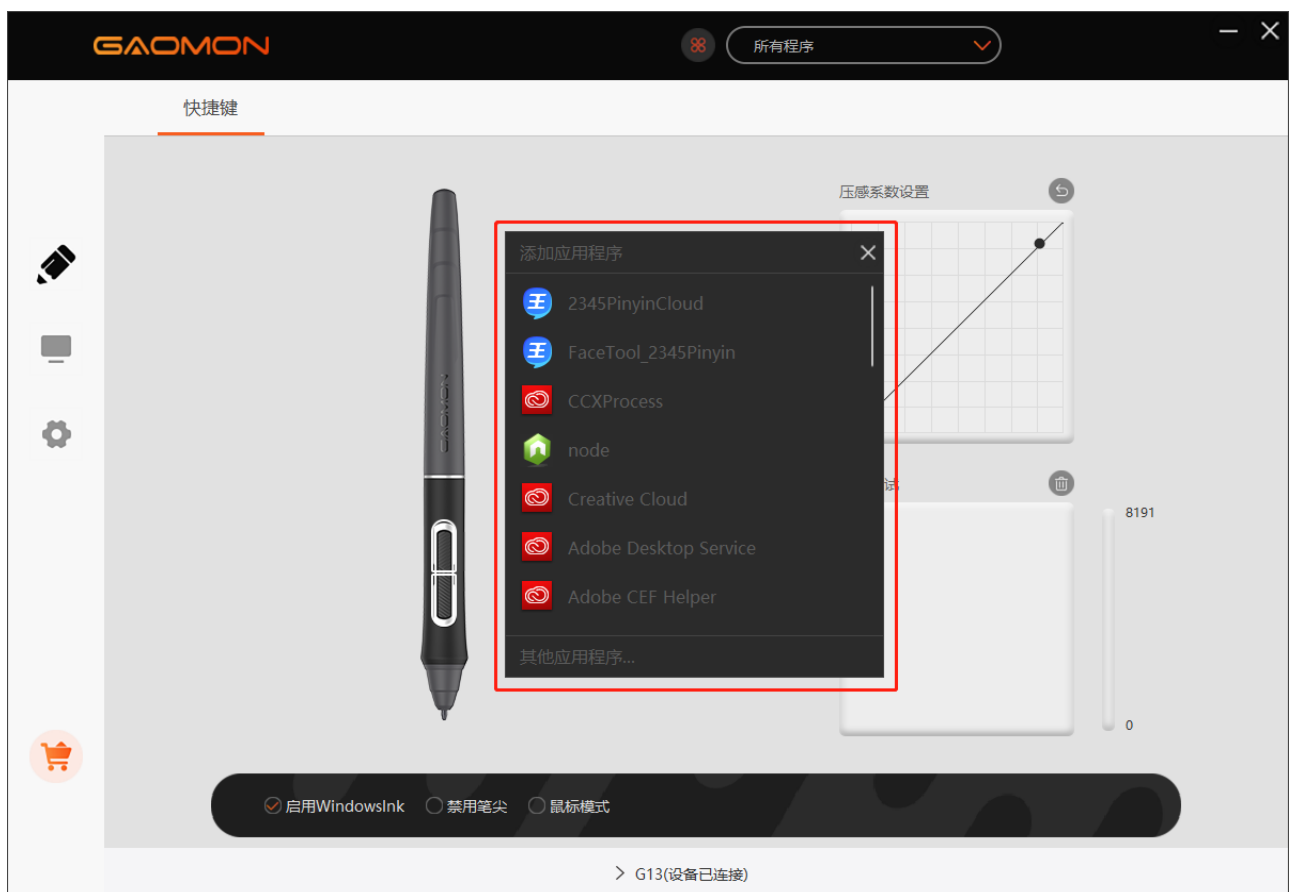 GAOMON
所有程序
快捷键
压感系数设置
添加应用程序
2345PinyinCloud
FaceTool_2345Pinyin
CCXProcess
node
Creative Cloud
Adobe Desktop Service
Adobe CEF Helper
其他应用程序...
GAOMON
试
8191
0
启用WindowsInk
禁用笔尖
鼠标模式
G13(设备已连接)